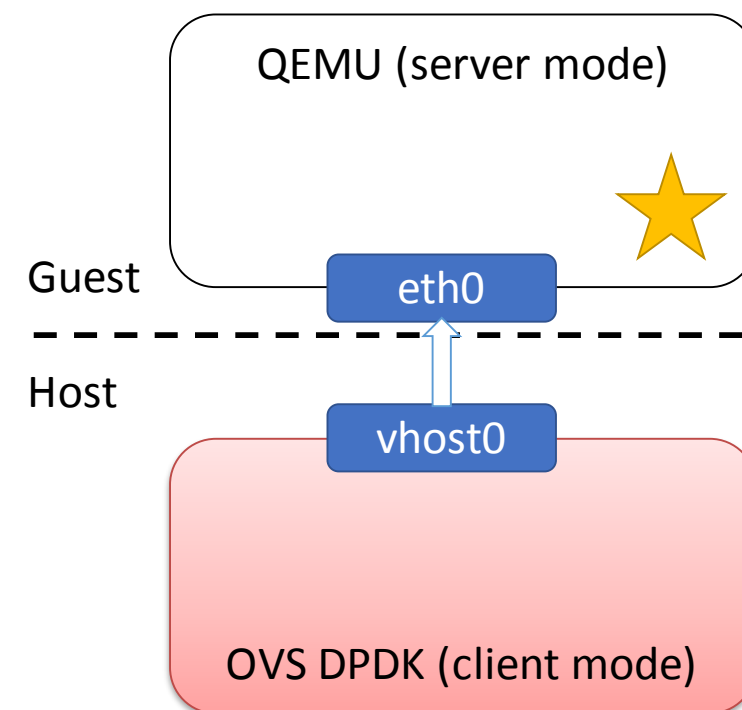 QEMU (server mode)
Guest
eth0
Host
vhost0
OVS DPDK (client mode)